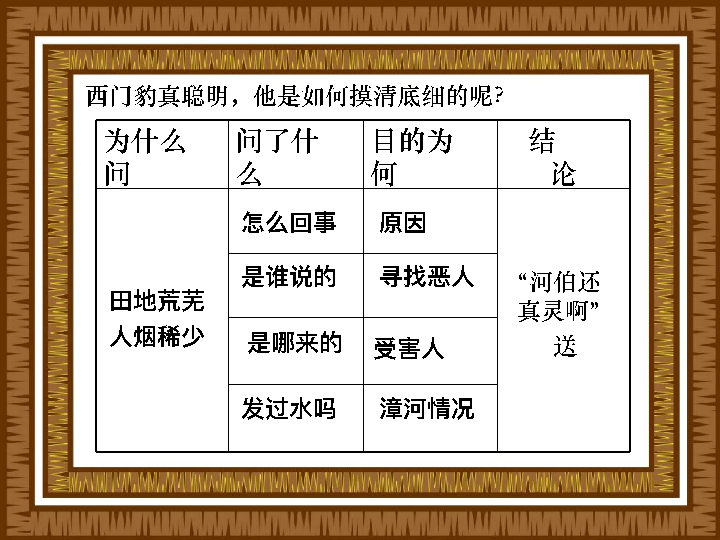 西门豹真聪明，他是如何摸清底细的呢？
为什么 问了什 目的为 结
问 么 何 论
怎么回事 原因
是谁说的 寻找恶人
田地荒芜
人烟稀少
“河伯还
真灵啊”
送
是哪来的 受害人
发过水吗 漳河情况